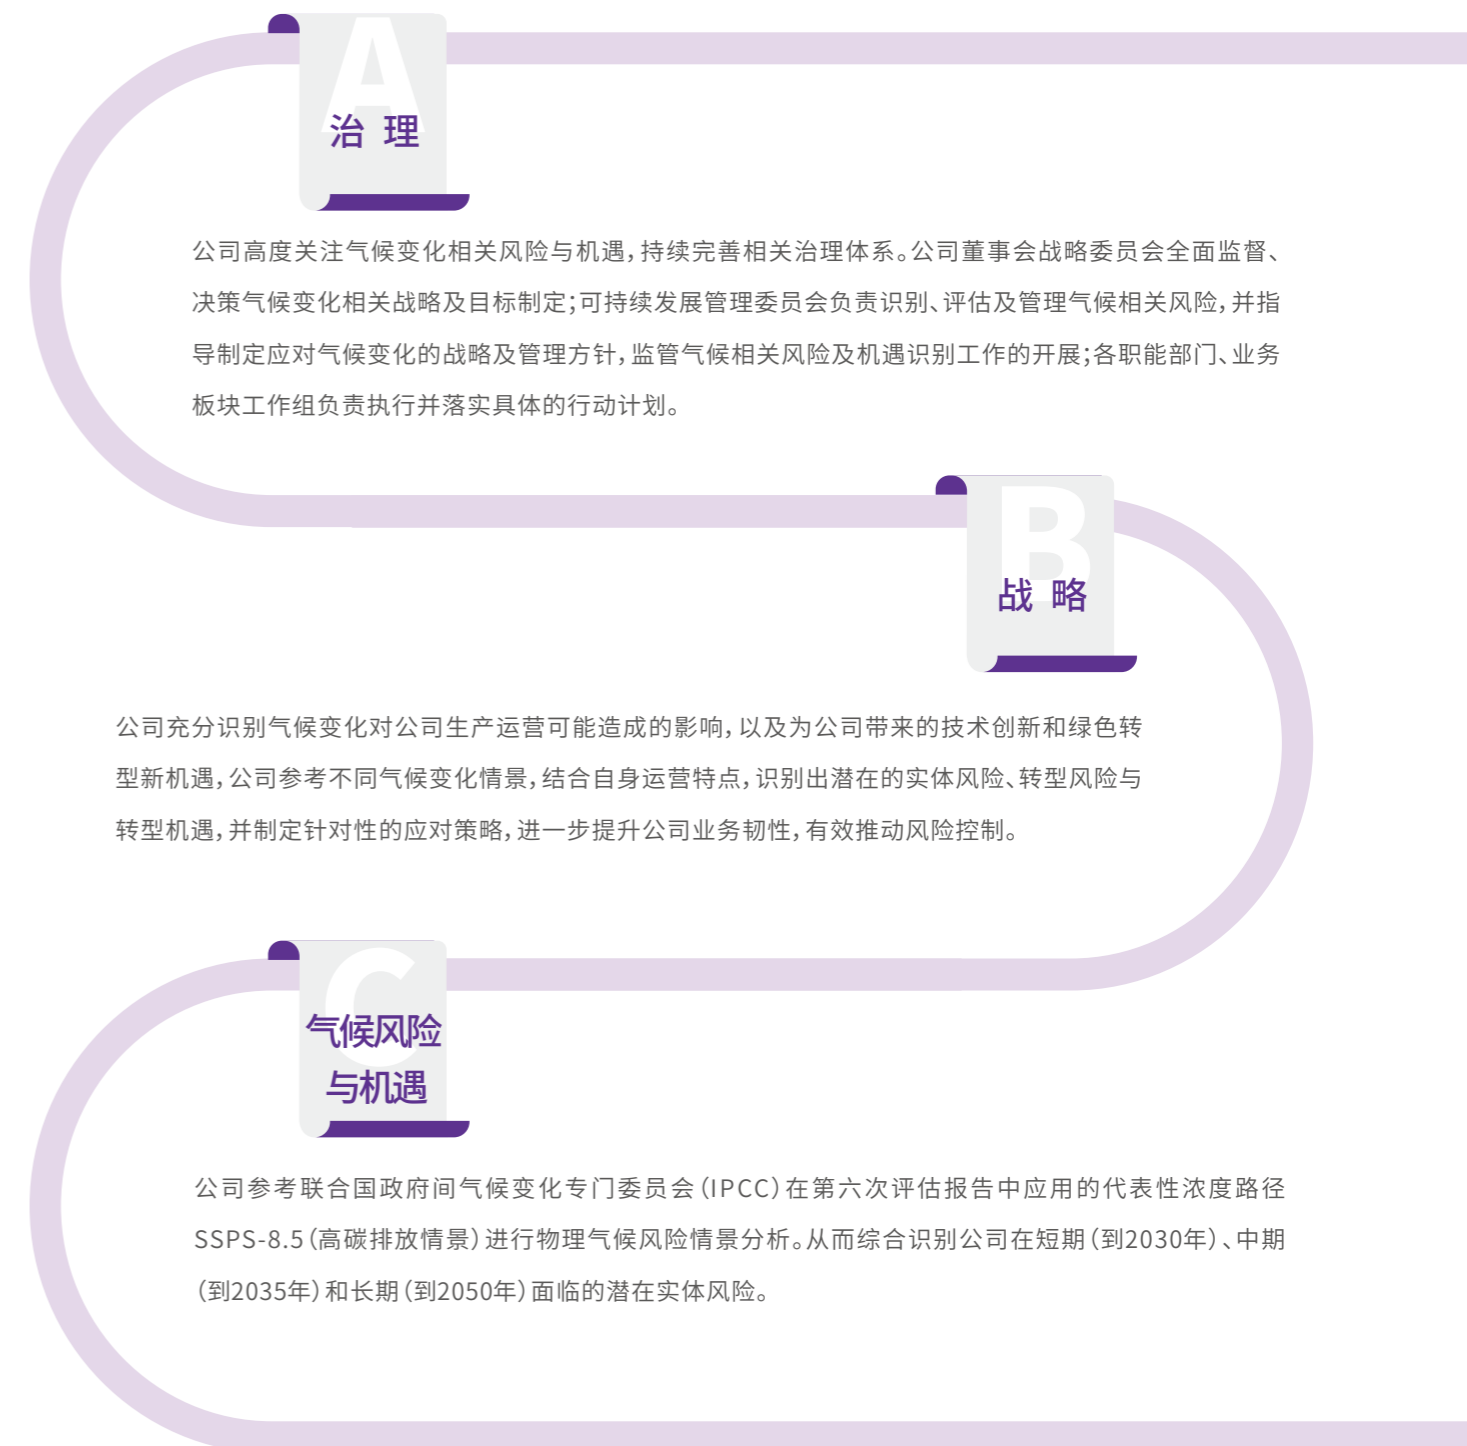 A
治 理
公司高度关注气候变化相关风险与机遇，持续完善相关治理体系。公司董事会战略委员会全面监督、
决策气候变化相关战略及目标制定；可持续发展管理委员会负责识别、评估及管理气候相关风险，并指
导制定应对气候变化的战略及管理方针，监管气候相关风险及机遇识别工作的开展；各职能部门、业务
板块工作组负责执行并落实具体的行动计划。
B
战 略
公司充分识别气候变化对公司生产运营可能造成的影响，以及为公司带来的技术创新和绿色转
型新机遇，公司参考不同气候变化情景，结合自身运营特点，识别出潜在的实体风险、转型风险与
转型机遇，并制定针对性的应对策略，进一步提升公司业务韧性，有效推动风险控制。
C
气候风险
与机遇
公司参考联合国政府间气候变化专门委员会（IPCC）在第六次评估报告中应用的代表性浓度路径
SSPS-8.5（高碳排放情景）进行物理气候风险情景分析。从而综合识别公司在短期（到2030年）、中期
（到2035年）和长期（到2050年）面临的潜在实体风险。